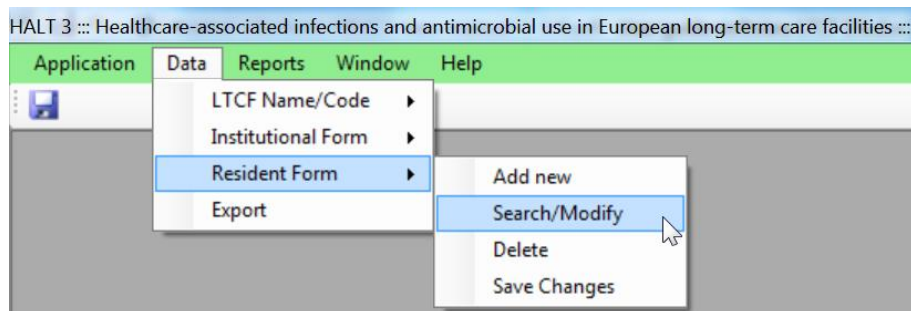 HALT 3 ::: Healthcare-associated infections and antimicrobial use in European long-term care facilities :::
Application Data Reports Window Help
LTCF Name/Code
Institutional Form
Resident Form
Export
Add new
Search/Modify
Delete
Save Changes